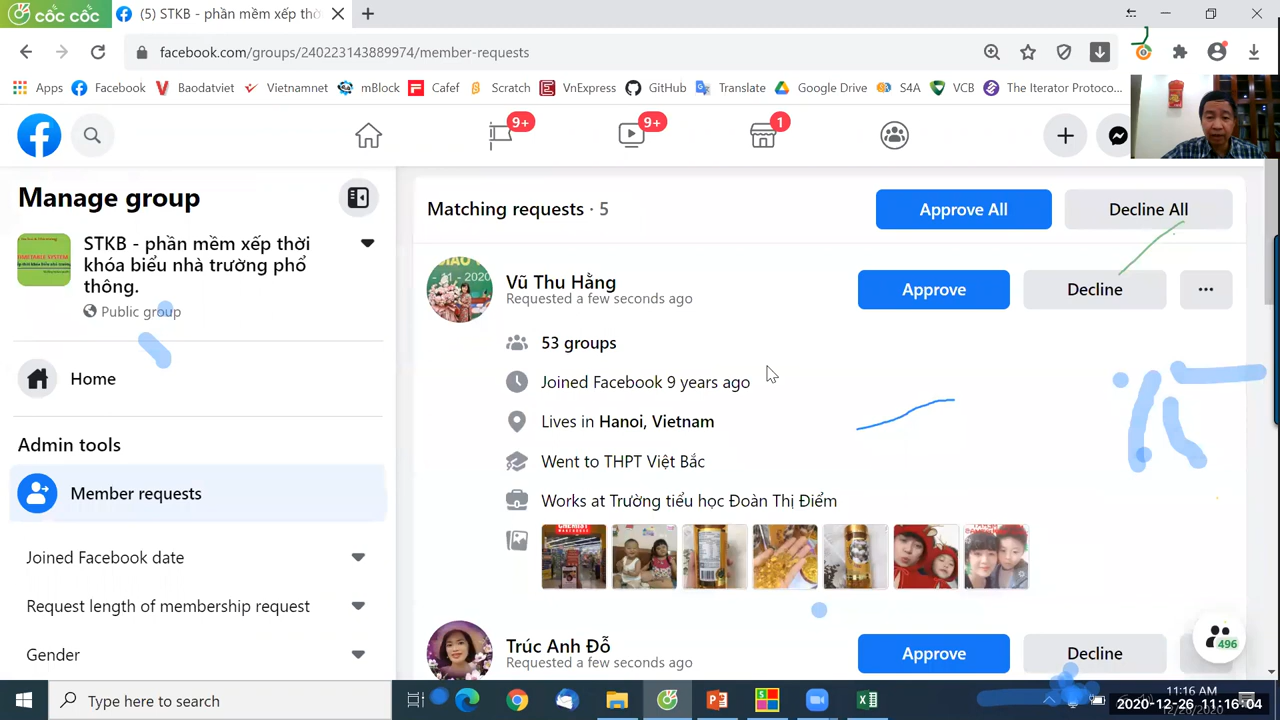 cốc cốc
(5) STKB - phần mềm xếp thời
facebook.com/groups/240223143889974/member-requests
Apps Facebook Baodatviet Vietnamnet mBlock Cafef Scratch VnExpress GitHub Translate Google Drive S4A VCB The Iterator Protoco...
9+ 9+ 1
Manage group
STKB - phần mềm xếp thời
khóa biểu nhà trường phổ
thông.
Public group
Home
Admin tools
Member requests
Joined Facebook date
Request length of membership request
Gender
Matching requests · 5
Approve All Decline All
11 - 2020
Vũ Thu Hằng
Requested a few seconds ago
Approve Decline ...
53 groups
Joined Facebook 9 years ago
Lives in Hanoi, Vietnam
Went to THPT Việt Bắc
Works at Trường tiểu học Đoàn Thị Điểm
Trúc Anh Đỗ
Requested a few seconds ago
Approve Decline
496
Type here to search
11:16 AM
2020-12-26 11:16:04